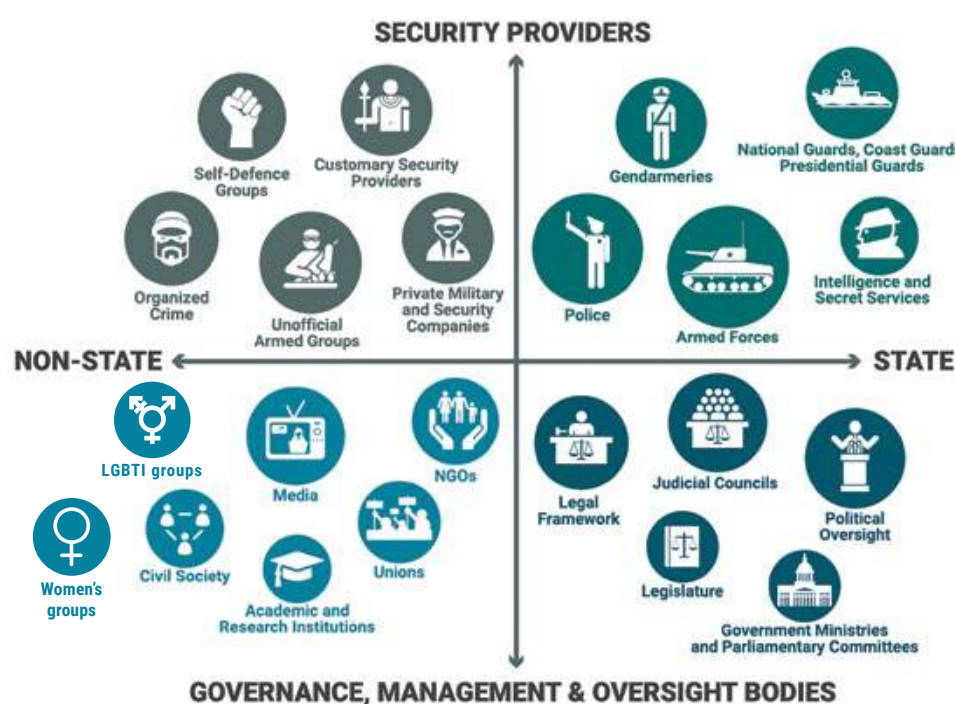 SECURITY PROVIDERS
Self-Defence
Groups
Customary Security
Providers
Gendarmeries
National Guards, Coast Guard
Presidential Guards
Organized
Crime
Unofficial
Armed Groups
Private Military
and Security
Companies
Police
Armed Forces
Intelligence and
Secret Services
NON-STATE
STATE
LGBTI groups
Media
NGOs
Legal
Framework
Judicial Councils
Political
Oversight
Women's
groups
Civil Society
Academic and
Research Institutions
Unions
Legislature
Government Ministries
and Parliamentary Committees
GOVERNANCE, MANAGEMENT & OVERSIGHT BODIES